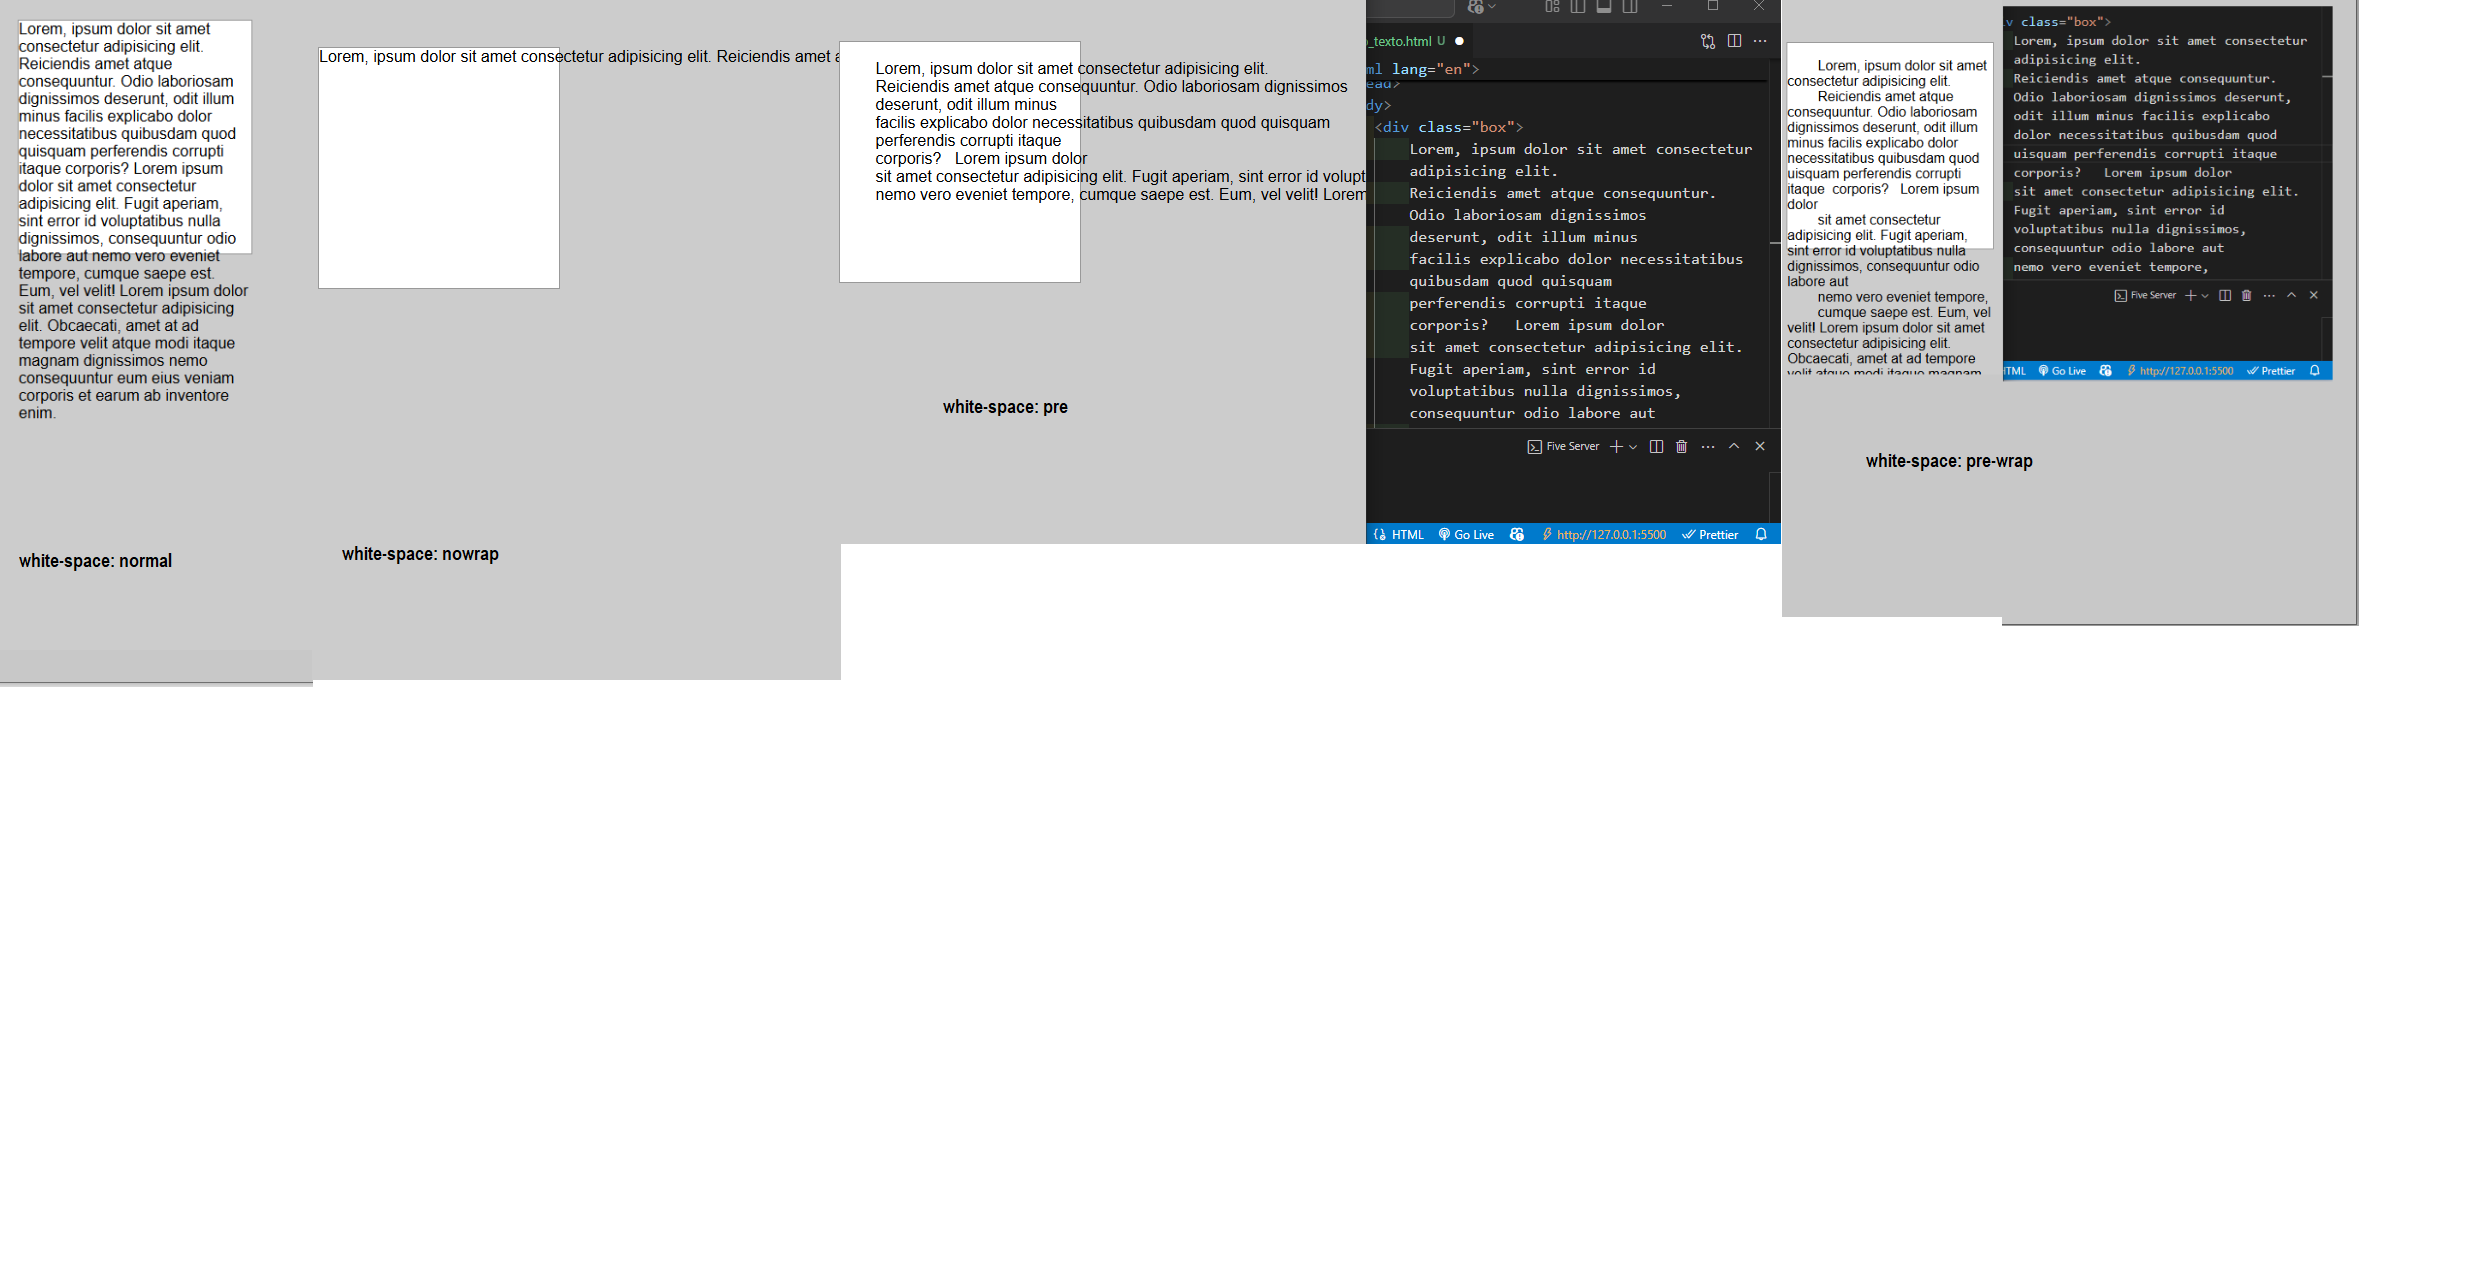 Lorem, ipsum dolor sit amet
consectetur adipisicing elit.
Reiciendis amet atque
consequuntur. Odio laboriosam
dignissimos deserunt, odit illum
minus facilis explicabo dolor
necessitatibus quibusdam quod
quisquam perferendis corrupti
itaque corporis? Lorem ipsum
dolor sit amet consectetur
adipisicing elit. Fugit aperiam,
sint error id voluptatibus nulla
dignissimos, consequuntur odio
labore aut nemo vero eveniet
tempore, cumque saepe est.
Eum, vel velit! Lorem ipsum dolor
sit amet consectetur adipisicing
elit. Obcaecati, amet at ad
tempore velit atque modi itaque
magnam dignissimos nemo
consequuntur eum eius veniam
corporis et earum ab inventore
enim.
white-space: normal
Lorem, ipsum dolor sit amet consectetur adipisicing elit. Reiciendis amet a
white-space: nowrap
Lorem, ipsum dolor sit amet consectetur adipisicing elit.
Reiciendis amet atque consequuntur. Odio laboriosam dignissimos
deserunt, odit illum minus
facilis explicabo dolor necessitatibus quibusdam quod quisquam
perferendis corrupti itaque
corporis?   Lorem ipsum dolor
sit amet consectetur adipisicing elit. Fugit aperiam, sint error id volupt
nemo vero eveniet tempore, cumque saepe est. Eum, vel velit! Lorem
white-space: pre
_texto.html U
ml lang="en">
ead>
dy>
<div class="box">
Lorem, ipsum dolor sit amet consectetur
adipisicing elit.
Reiciendis amet atque consequuntur.
Odio laboriosam dignissimos
deserunt, odit illum minus
facilis explicabo dolor necessitatibus
quibusdam quod quisquam
perferendis corrupti itaque
corporis?   Lorem ipsum dolor
sit amet consectetur adipisicing elit.
Fugit aperiam, sint error id
voluptatibus nulla dignissimos,
consequuntur odio labore aut
Five Server
HTML Go Live http://127.0.0.1:5500 Prettier
Lorem, ipsum dolor sit amet
consectetur adipisicing elit.
Reiciendis amet atque
consequuntur. Odio laboriosam
dignissimos deserunt, odit illum
minus facilis explicabo dolor
necessitatibus quibusdam quod
uisquam perferendis corrupti
itaque  corporis?   Lorem ipsum
dolor
sit amet consectetur
adipisicing elit. Fugit aperiam,
sint error id voluptatibus nulla
dignissimos, consequuntur odio
labore aut
nemo vero eveniet tempore,
cumque saepe est. Eum, vel
velit! Lorem ipsum dolor sit amet
consectetur adipisicing elit.
Obcaecati, amet at ad tempore
velit atque modi itaque magnam
v class="box">
Lorem, ipsum dolor sit amet consectetur
adipisicing elit.
Reiciendis amet atque consequuntur.
Odio laboriosam dignissimos deserunt,
odit illum minus facilis explicabo
dolor necessitatibus quibusdam quod
uisquam perferendis corrupti itaque
corporis?   Lorem ipsum dolor
sit amet consectetur adipisicing elit.
Fugit aperiam, sint error id
voluptatibus nulla dignissimos,
consequuntur odio labore aut
nemo vero eveniet tempore,
Five Server
HTML Go Live http://127.0.0.1:5500 Prettier
white-space: pre-wrap